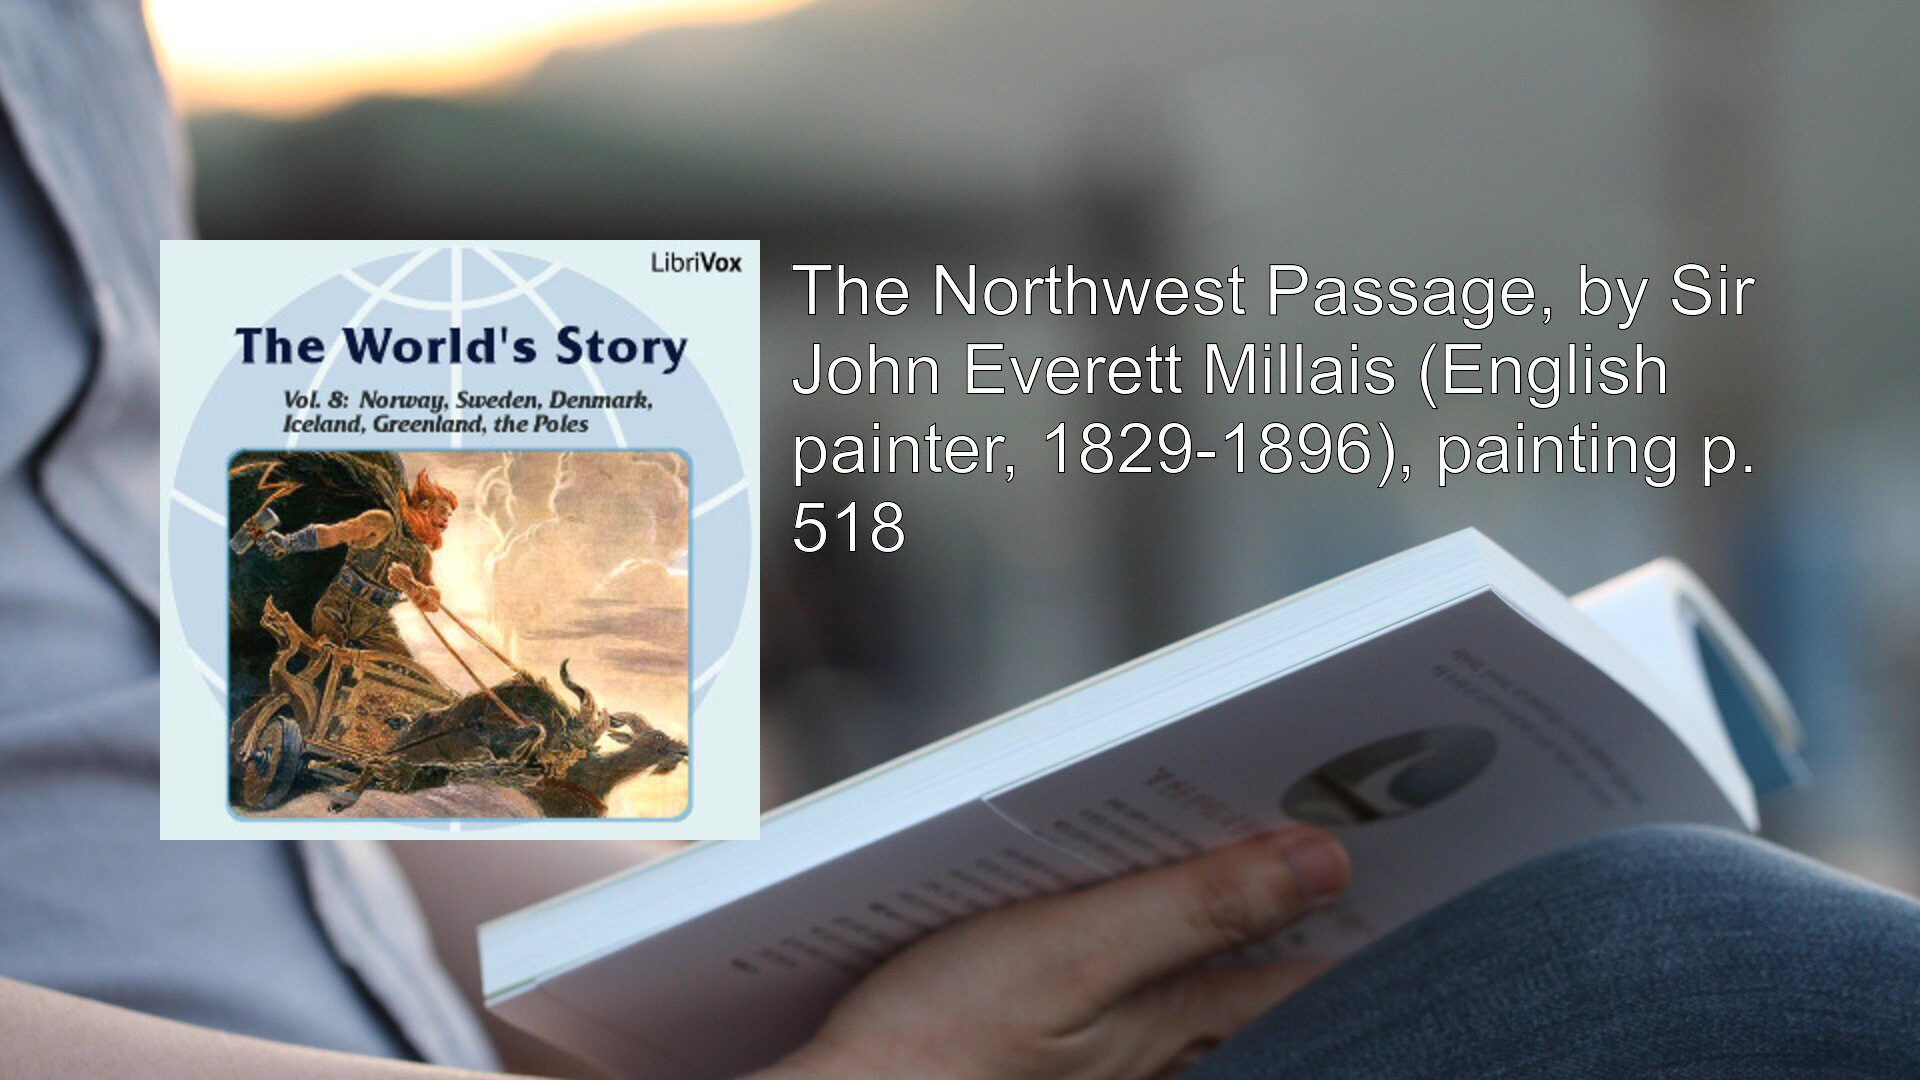 LibriVox
The World's Story
Vol. 8: Norway, Sweden, Denmark,
Iceland, Greenland, the Poles
The Northwest Passage, by Sir
John Everett Millais (English
painter, 1829-1896), painting p.
518